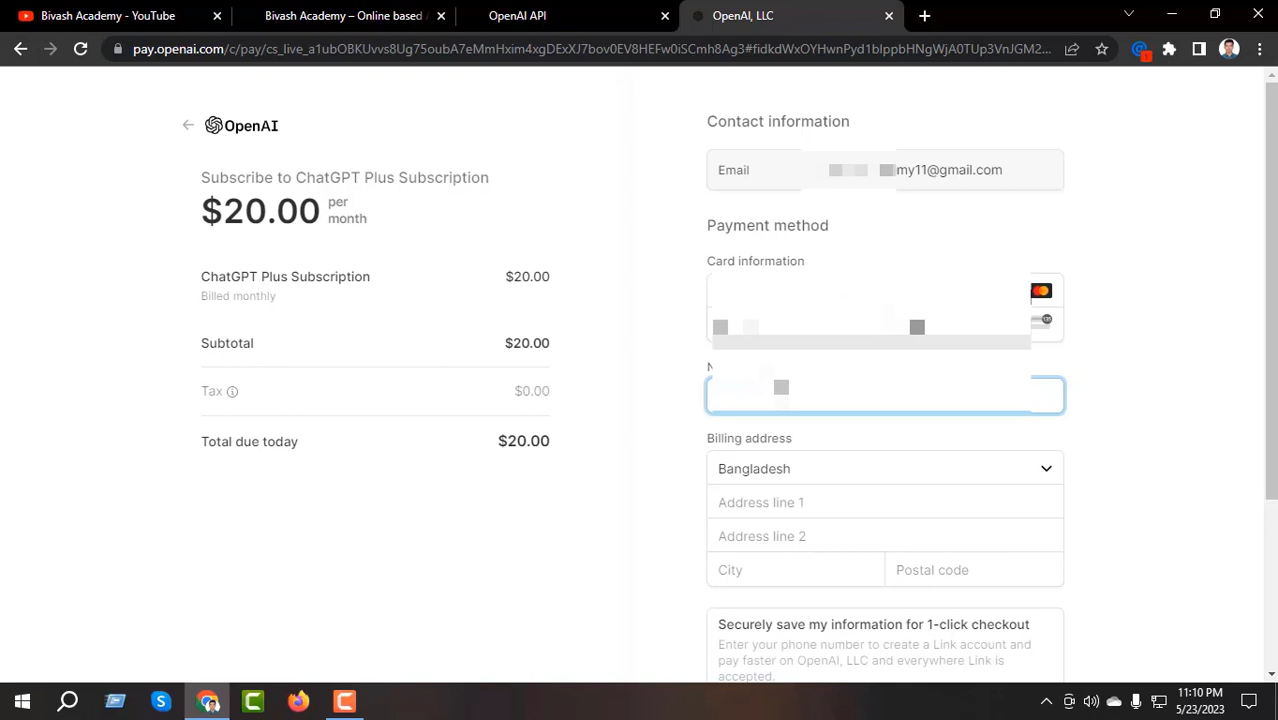 Bivash Academy - YouTube
Bivash Academy – Online based
OpenAI API
OpenAI, LLC
pay.openai.com/c/pay/cs_live_a1ubOBKUvvs8Ug75oubA7eMmHxim4xgDExXJ7bov0EV8HEFw0iSCmh8Ag3#fidkdWxOYHwnPyd1blppbHNgWjA0TUp3VnJGM2...
1
OpenAI
Subscribe to ChatGPT Plus Subscription
$20.00 per
month
ChatGPT Plus Subscription $20.00
Billed monthly
Subtotal $20.00
Tax $0.00
Total due today $20.00
Contact information
Email my11@gmail.com
Payment method
Card information
135
Billing address
Bangladesh
Address line 1
Address line 2
City Postal code
Securely save my information for 1-click checkout
Enter your phone number to create a Link account and
pay faster on OpenAI, LLC and everywhere Link is
accepted.
11:10 PM
5/23/2023